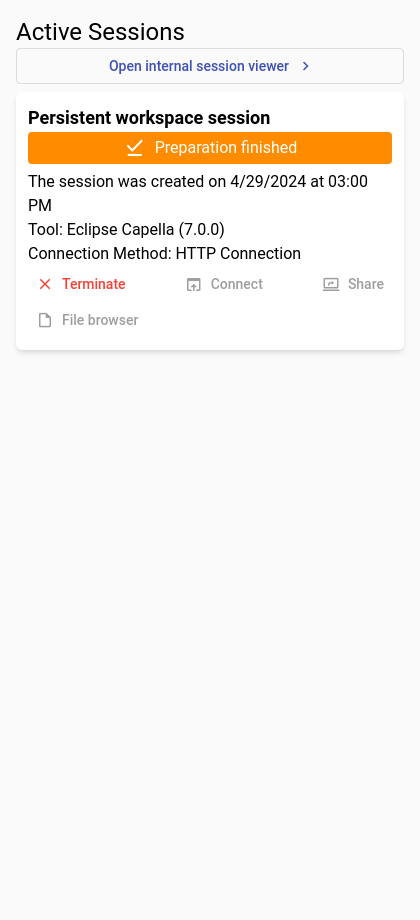 Active Sessions
Open internal session viewer
Persistent workspace session
Preparation finished
The session was created on 4/29/2024 at 03:00
PM
Tool: Eclipse Capella (7.0.0)
Connection Method: HTTP Connection
Terminate Connect Share
File browser